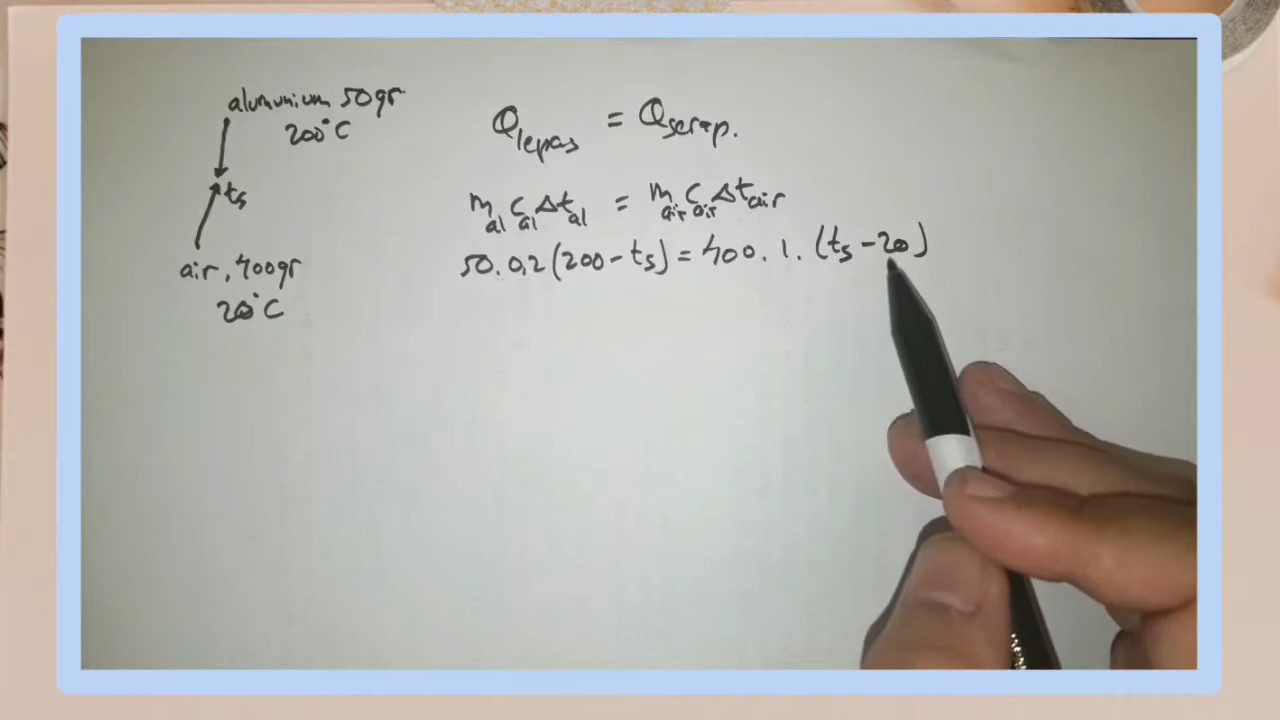 alumunium 50gr
200°C
ts
air, 400gr
20°C
Qlepas = Qserap.
mal cal Δtal = mair cair Δtair
50. 0,2 (200 - ts) = 400. 1. (ts - 20)